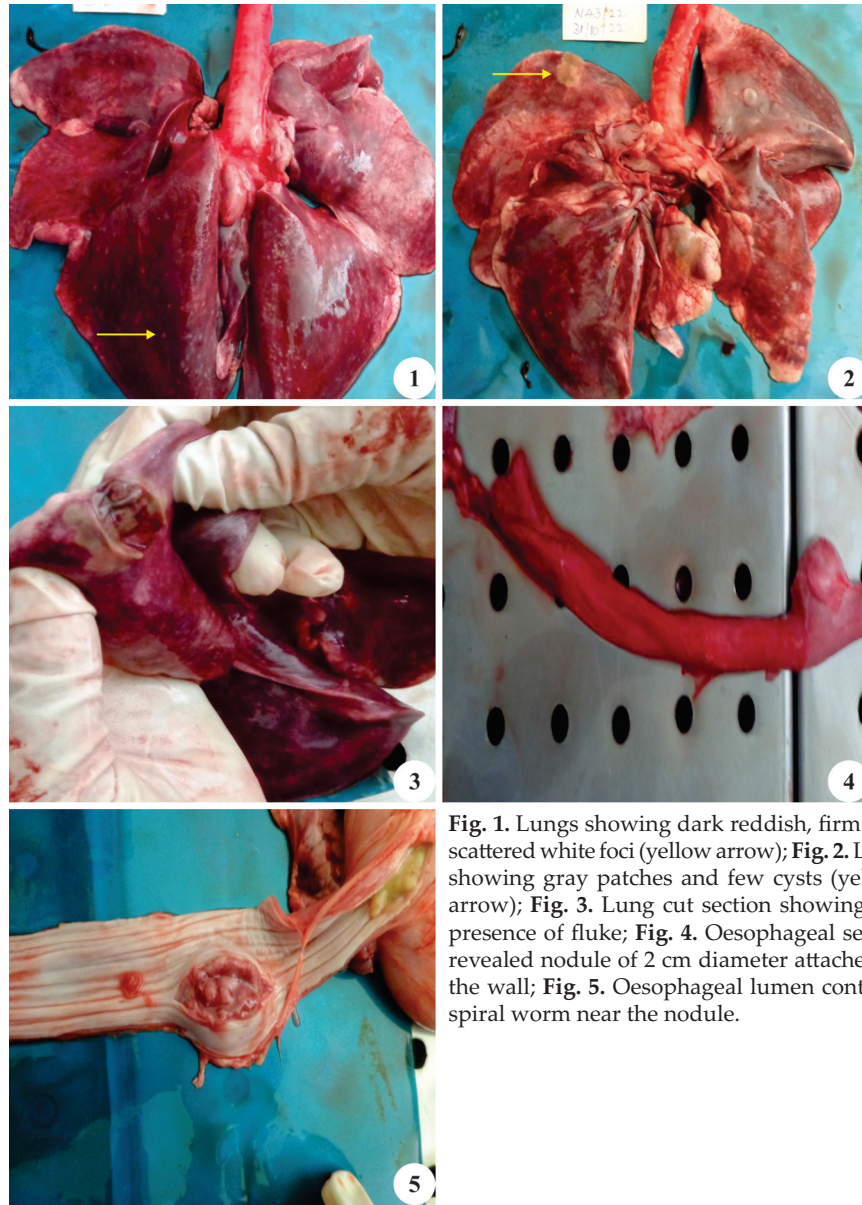 NA3/22
31/10/22
1
2
3
4
5
Fig. 1. Lungs showing dark reddish, firm
scattered white foci (yellow arrow); Fig. 2. L
showing gray patches and few cysts (yel
arrow); Fig. 3. Lung cut section showing
presence of fluke; Fig. 4. Oesophageal se
revealed nodule of 2 cm diameter attache
the wall; Fig. 5. Oesophageal lumen cont
spiral worm near the nodule.